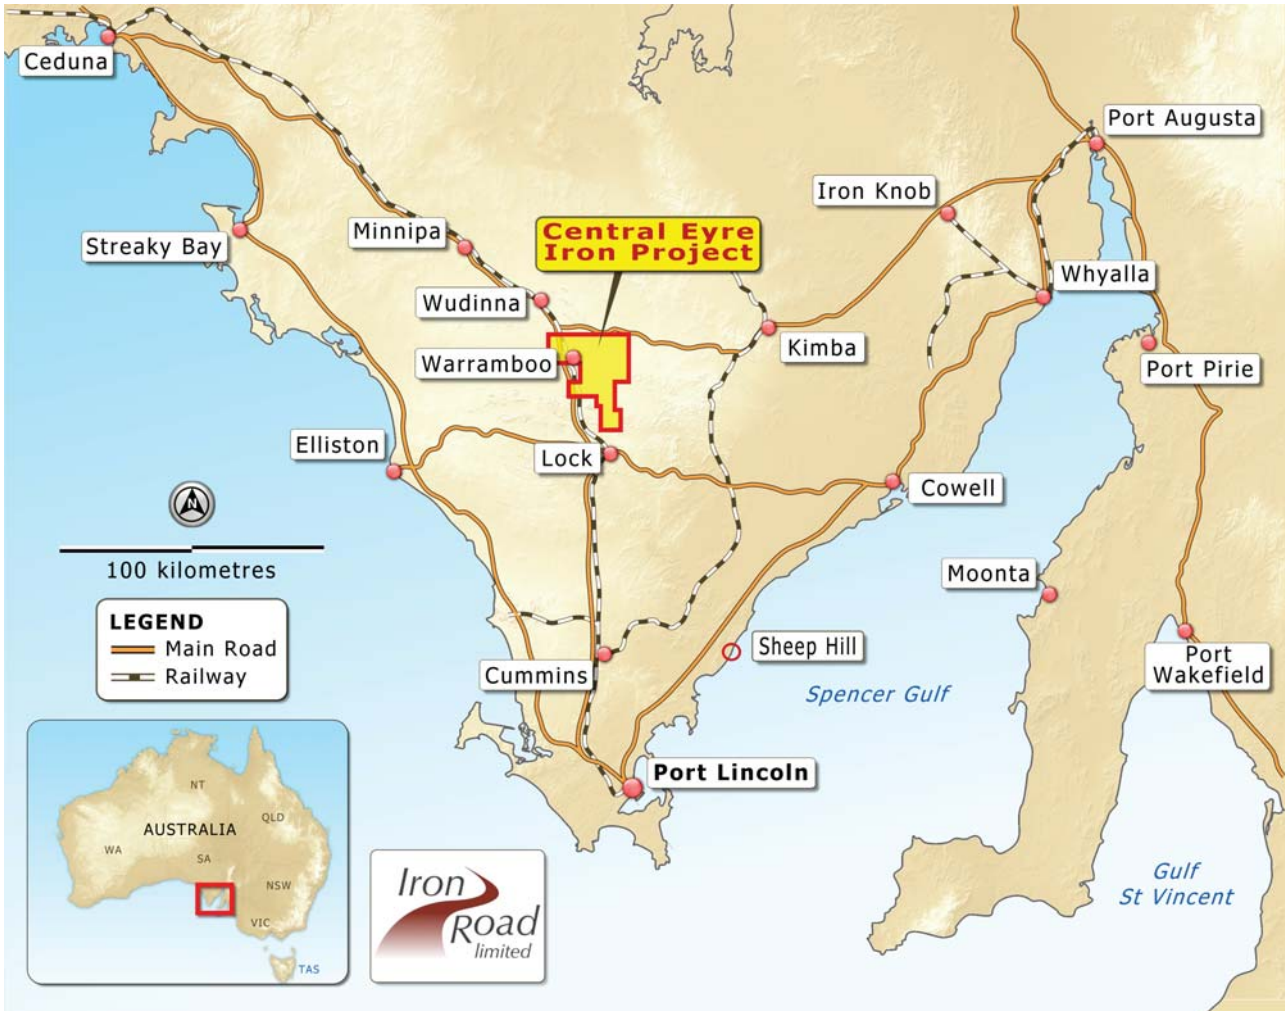 Ceduna
Port Augusta
Iron Knob
Streaky Bay
Minnipa
Central Eyre
Iron Project
Whyalla
Wudinna
Kimba
Warramboo
Port Pirie
Elliston
Lock
Cowell
N
100 kilometres
Moonta
LEGEND
Main Road
Railway
Sheep Hill
Cummins
Port
Wakefield
Spencer Gulf
Port Lincoln
NT
QLD
AUSTRALIA
WA
SA
NSW
VIC
TAS
Iron
Road
limited
Gulf
St Vincent